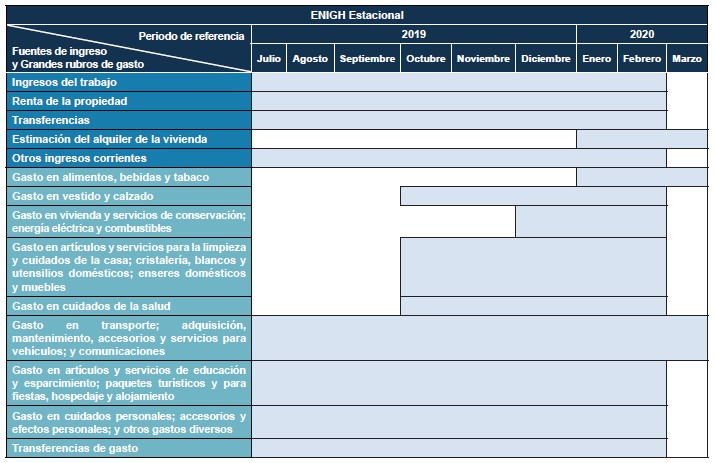 ENIGH Estacional
Periodo de referencia
Fuentes de ingreso
y Grandes rubros de gasto
2019 2020
Julio Agosto Septiembre Octubre Noviembre Diciembre Enero Febrero Marzo
Ingresos del trabajo
Renta de la propiedad
Transferencias
Estimación del alquiler de la vivienda
Otros ingresos corrientes
Gasto en alimentos, bebidas y tabaco
Gasto en vestido y calzado
Gasto en vivienda y servicios de conservación;
energía eléctrica y combustibles
Gasto en artículos y servicios para la limpieza
y cuidados de la casa; cristalería, blancos y
utensilios domésticos; enseres domésticos
y muebles
Gasto en cuidados de la salud
Gasto en transporte; adquisición,
mantenimiento, accesorios y servicios para
vehículos; y comunicaciones
Gasto en artículos y servicios de educación
y esparcimiento; paquetes turísticos y para
fiestas, hospedaje y alojamiento
Gasto en cuidados personales; accesorios y
efectos personales; y otros gastos diversos
Transferencias de gasto